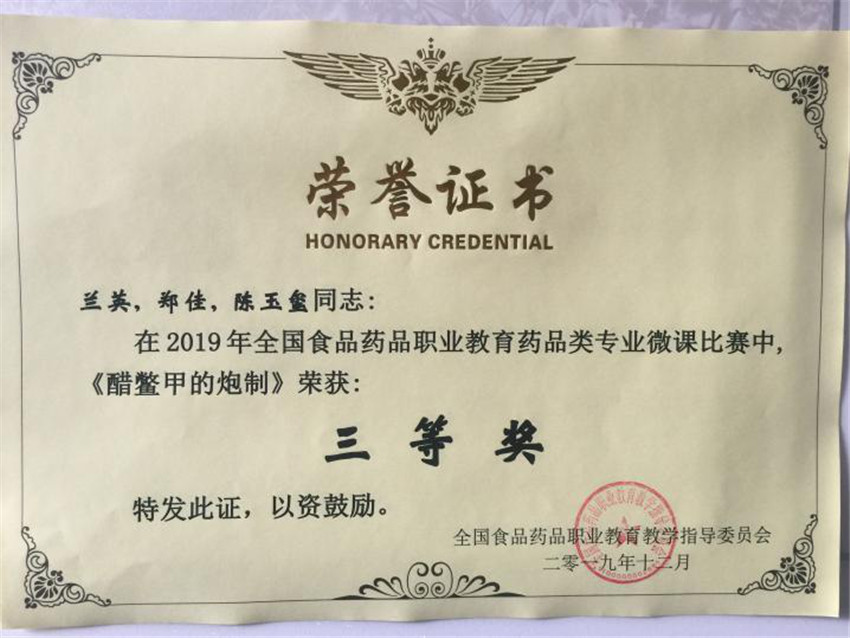 荣誉证书
HONORARY CREDENTIAL
兰英，郑佳，陈玉玺同志：
在2019年全国食品药品职业教育药品类专业微课比赛中，
《醋鳖甲的炮制》荣获：
三等奖
特发此证，以资鼓励。
全国食品药品职业教育教学指导委员会
二零一九年十二月